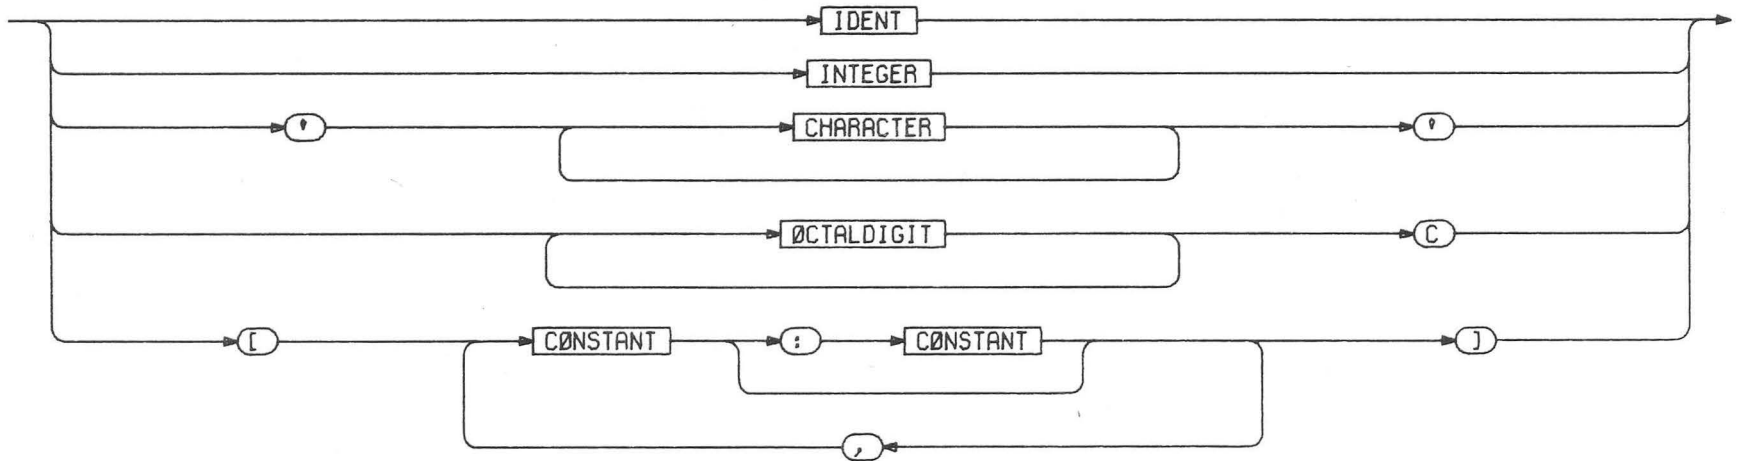 IDENT
INTEGER
' CHARACTER '
ØCTALDIGIT C
[ CØNSTANT : CØNSTANT ]
,